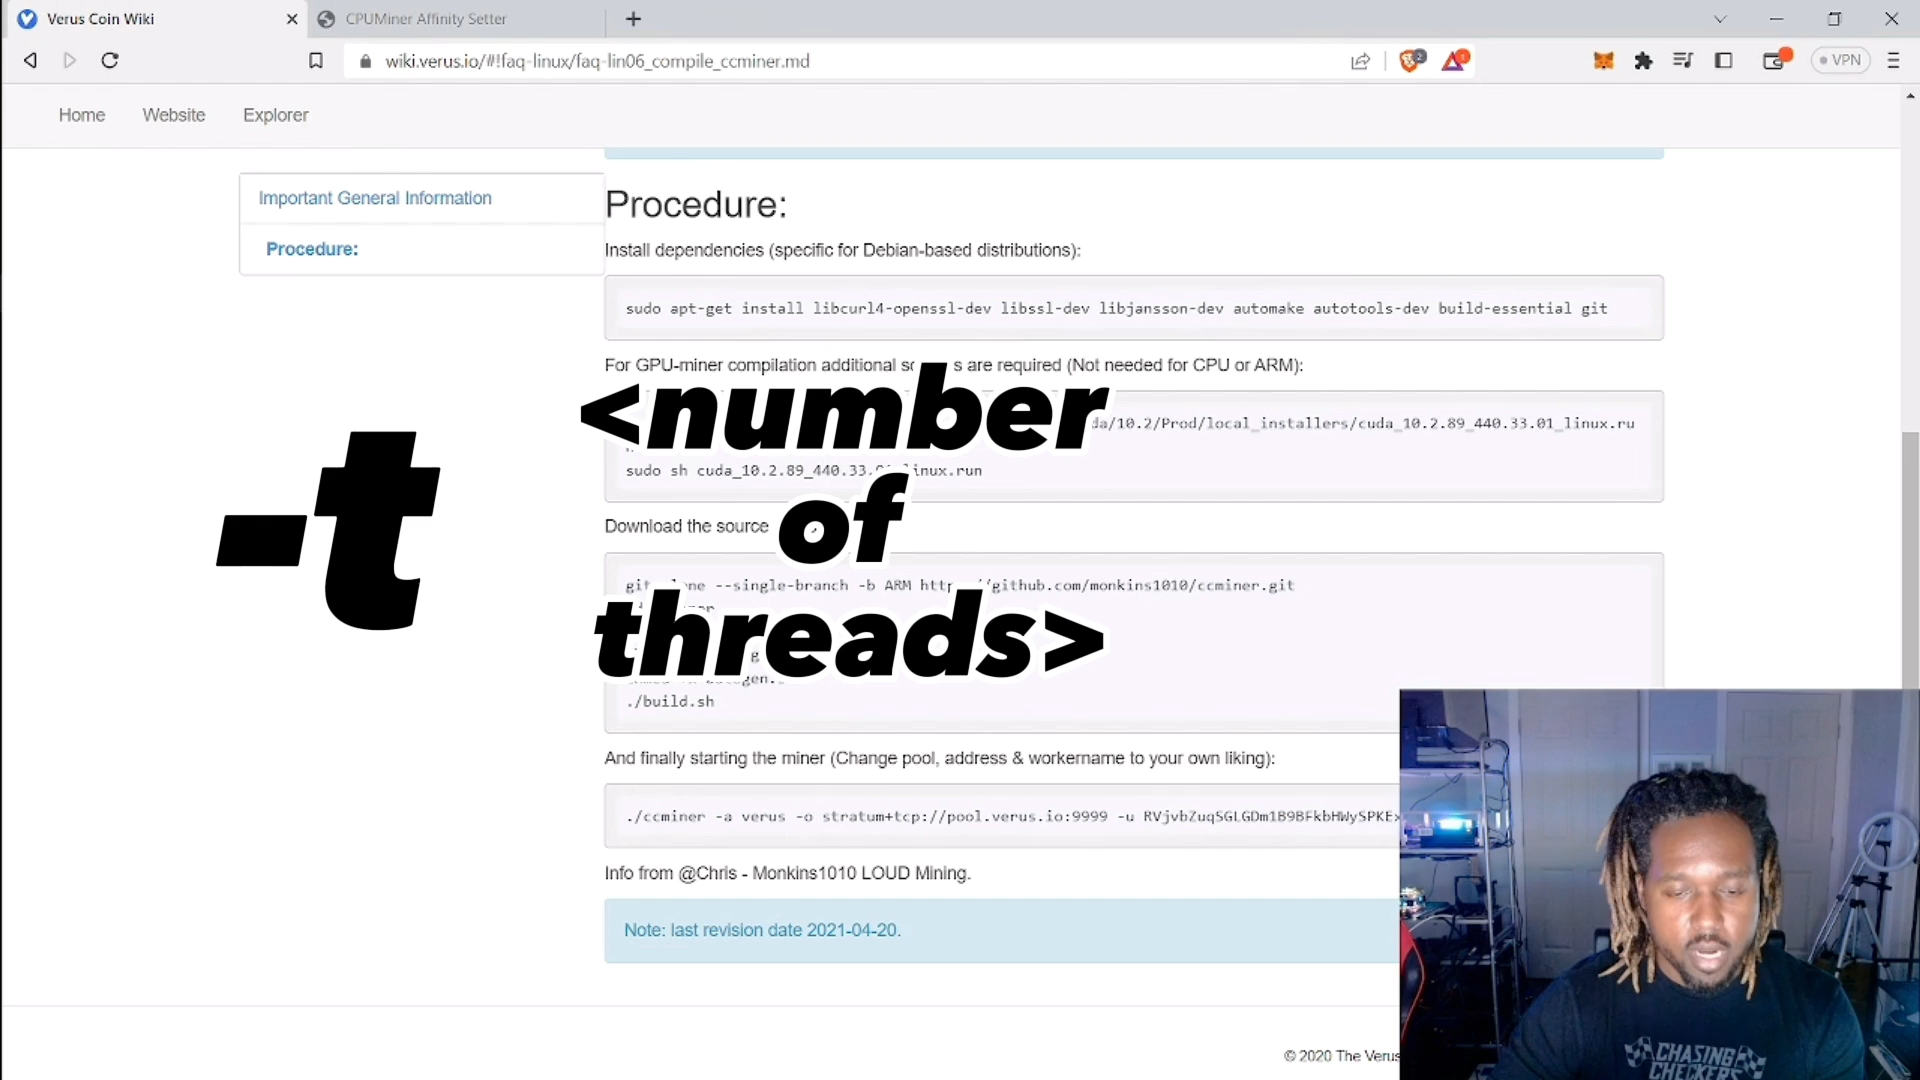 Verus Coin Wiki
CPUMiner Affinity Setter
wiki.verus.io/#!faq-linux/faq-lin06_compile_ccminer.md
2
1
VPN
Home
Website
Explorer
Important General Information
Procedure:
Procedure:
Install dependencies (specific for Debian-based distributions):
sudo apt-get install libcurl4-openssl-dev libssl-dev libjansson-dev automake autotools-dev build-essential git
For GPU-miner compilation additional s are required (Not needed for CPU or ARM):
da/10.2/Prod/local_installers/cuda_10.2.89_440.33.01_linux.ru
sudo sh cuda_10.2.89_440.33. linux.run
Download the source
git --single-branch -b ARM github.com/monkins1010/ccminer.git
./build.sh
-t
<number
of
threads>
And finally starting the miner (Change pool, address & workername to your own liking):
./ccminer -a verus -o stratum+tcp://pool.verus.io:9999 -u RVjvbZuqSGLGDm1B9BFkbHWySPKE
Info from @Chris - Monkins1010 LOUD Mining.
Note: last revision date 2021-04-20.
© 2020 The Verus
CHASING
CHECKERS